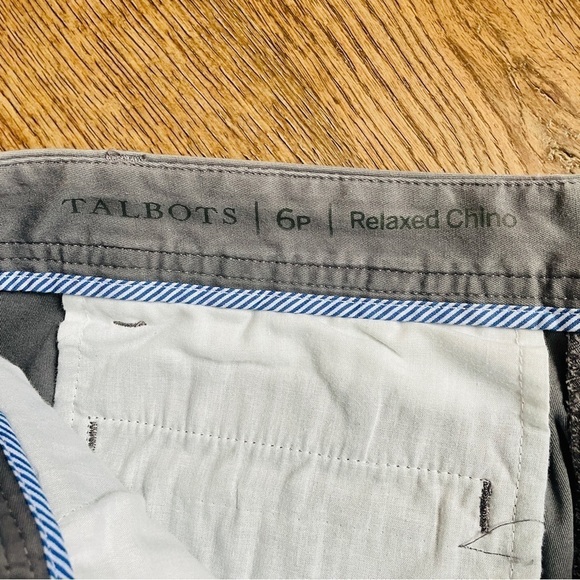 TALBOTS | 6P | Relaxed Chino